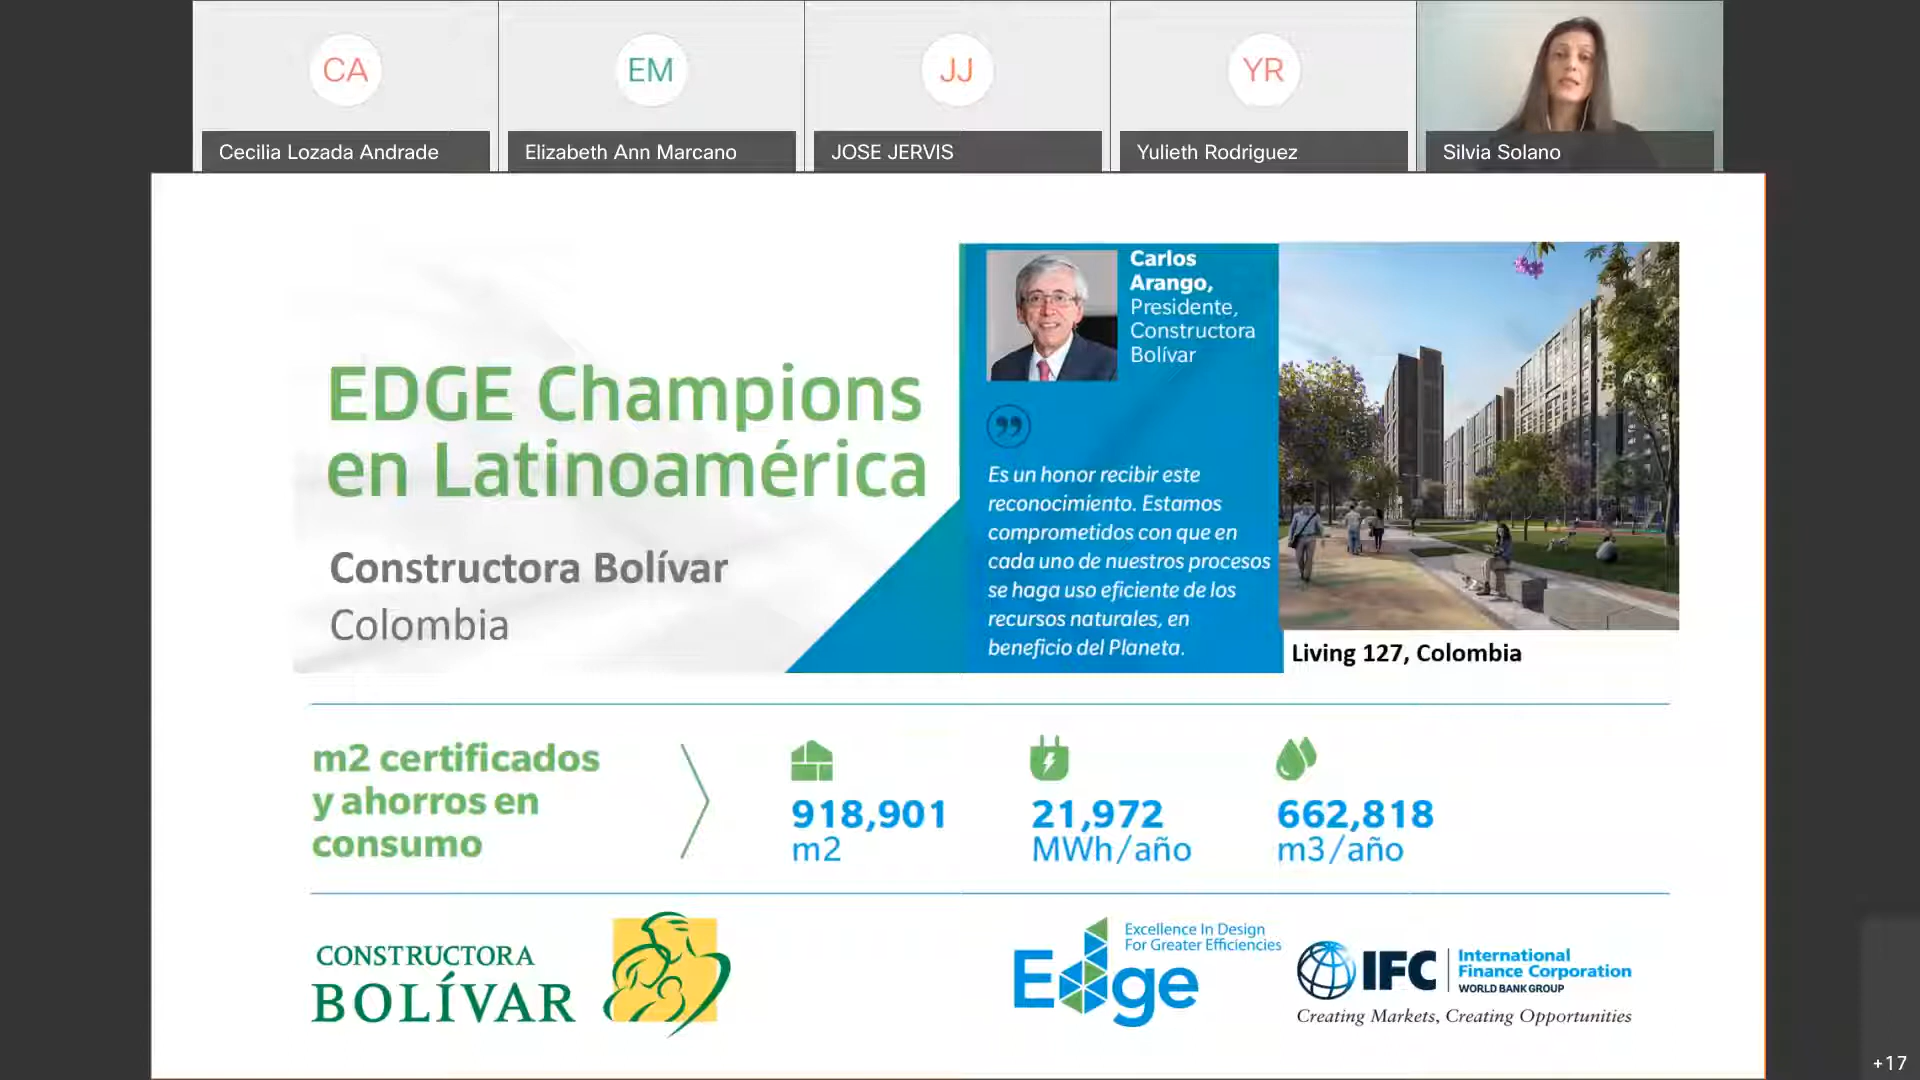 CA
EM
JJ
YR
Cecilia Lozada Andrade
Elizabeth Ann Marcano
JOSE JERVIS
Yulieth Rodriguez
Silvia Solano
EDGE Champions
en Latinoamérica
Constructora Bolívar
Colombia
Carlos
Arango,
Presidente,
Constructora
Bolívar
Es un honor recibir este
reconocimiento. Estamos
comprometidos con que en
cada uno de nuestros procesos
se haga uso eficiente de los
recursos naturales, en
beneficio del Planeta.
Living 127, Colombia
m2 certificados
y ahorros en
consumo
918,901
m2
21,972
MWh/año
662,818
m3/año
CONSTRUCTORA
BOLÍVAR
Edge
Excellence In Design
For Greater Efficiencies
IFC
International
Finance Corporation
WORLD BANK GROUP
Creating Markets, Creating Opportunities
+17